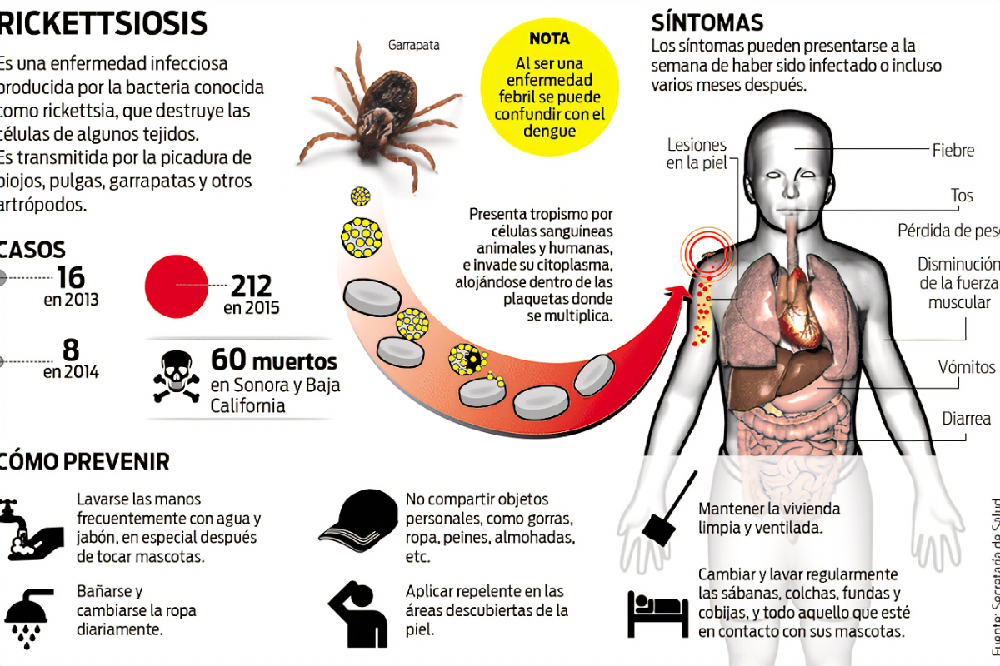 RICKETTSIOSIS
Es una enfermedad infecciosa
producida por la bacteria conocida
como rickettsia, que destruye las
células de algunos tejidos.
Es transmitida por la picadura de
piojos, pulgas, garrapatas y otros
artrópodos.
CASOS
16
en 2013
212
en 2015
8
en 2014
60 muertos
en Sonora y Baja
California
Garrapata
NOTA
Al ser una
enfermedad
febril se puede
confundir con el
dengue
Presenta tropismo por
células sanguíneas
animales y humanas,
e invade su citoplasma,
alojándose dentro de las
plaquetas donde
se multiplica.
SÍNTOMAS
Los síntomas pueden presentarse a la
semana de haber sido infectado o incluso
varios meses después.
Lesiones
en la piel
Fiebre
Tos
Pérdida de peso
Disminución
de la fuerza
muscular
Vómitos
Diarrea
CÓMO PREVENIR
Lavarse las manos
frecuentemente con agua y
jabón, en especial después
de tocar mascotas.
Bañarse y
cambiarse la ropa
diariamente.
No compartir objetos
personales, como gorras,
ropa, peines, almohadas,
etc.
Aplicar repelente en las
áreas descubiertas de la
piel.
Mantener la vivienda
limpia y ventilada.
Cambiar y lavar regularmente
las sábanas, colchas, fundas y
cobijas, y todo aquello que esté
en contacto con sus mascotas.
Fuente: Secretaría de Salud